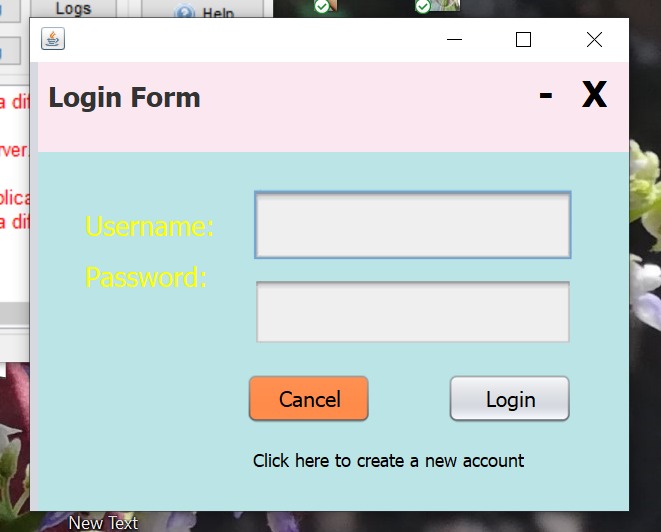 Logs
Help
a dif
rver.
plica
a dif
Login Form
- X
Username:
Password:
Cancel
Login
Click here to create a new account
New Text